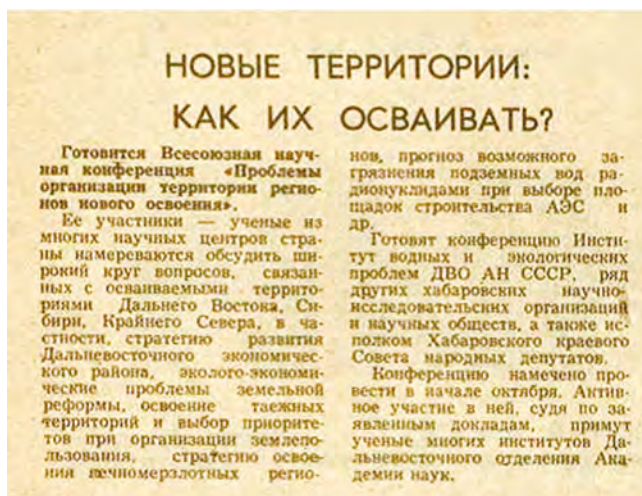 НОВЫЕ ТЕРРИТОРИИ:
КАК ИХ ОСВАИВАТЬ?
Готовится Всесоюзная науч-
ная конференция «Проблемы
организации территории регио-
нов нового освоения».
Ее участники — ученые из
многих научных центров стра-
ны намереваются обсудить ши-
рокий круг вопросов, связан-
ных с осваиваемыми террито-
риями Дальнего Востока, Си-
бири, Крайнего Севера, в ча-
стности, стратегию развития
Дальневосточного экономичес-
кого района, эколого-экономи-
ческие проблемы земельной
реформы, освоение таежных
территорий и выбор приорите-
тов при организации землепо-
льзования, стратегию освое-
ния вечномерзлотных регио-
нов, прогноз возможного за-
грязнения подземных вод ра-
дионуклидами при выборе пло-
щадок строительства АЭС и
др.
Готовят конференцию Инсти-
тут водных и экологических
проблем ДВО АН СССР, ряд
других хабаровских научно-
исследовательских организаций
и научных обществ, а также ис-
полком Хабаровского краевого
Совета народных депутатов.
Конференцию намечено про-
вести в начале октября. Актив-
ное участие в ней, судя по за-
явленным докладам, примут
ученые многих институтов Да-
льневосточного отделения Ака-
демии наук.